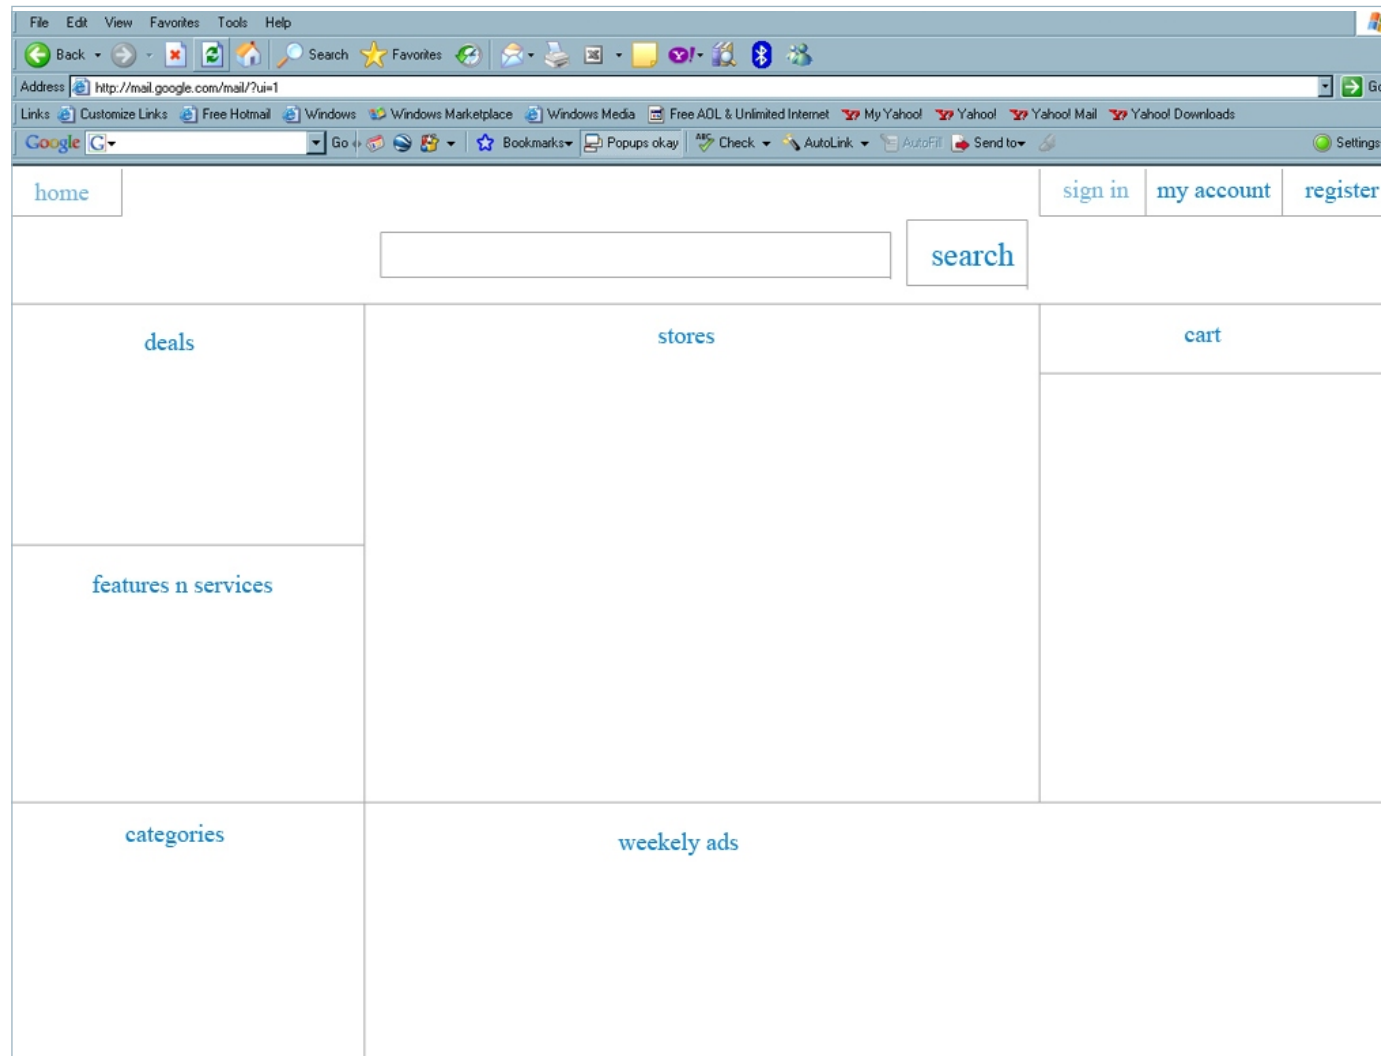 File Edit View Favorites Tools Help
Back Search Favorites
Address http://mail.google.com/mail/?ui=1 Go
Links Customize Links Free Hotmail Windows Windows Marketplace Windows Media Free AOL & Unlimited Internet My Yahoo! Yahoo! Yahoo! Mail Yahoo! Downloads
Google G Go Bookmarks Popups okay Check AutoLink AutoFill Send to Settings
home sign in my account register
search
deals stores cart
features n services
categories weekely ads